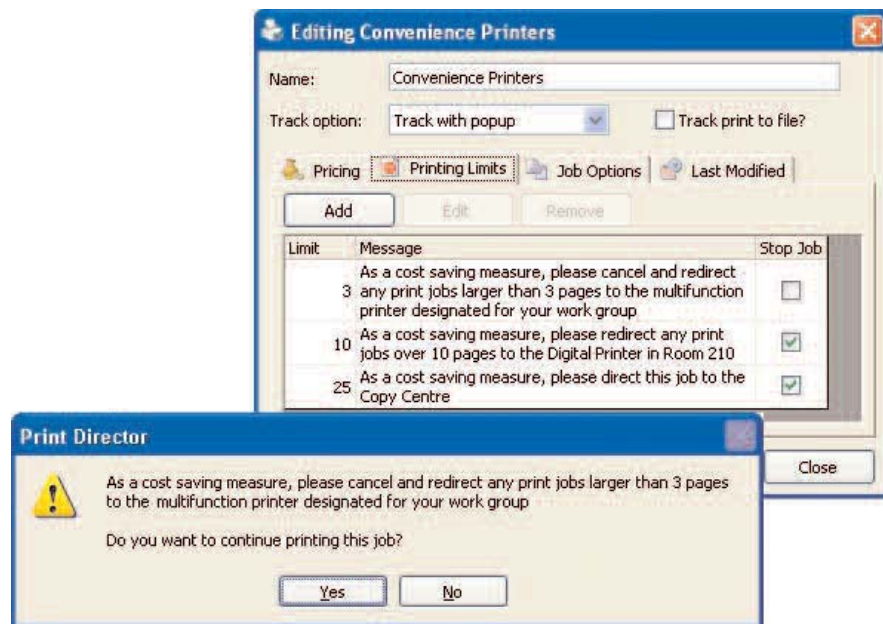 Editing Convenience Printers
Name: Convenience Printers
Track option: Track with popup Track print to file?
Pricing Printing Limits Job Options Last Modified
Add Edit Remove
Limit Message Stop Job
As a cost saving measure, please cancel and redirect
3 any print jobs larger than 3 pages to the multifunction
printer designated for your work group
10 As a cost saving measure, please redirect any print
jobs over 10 pages to the Digital Printer in Room 210
25 As a cost saving measure, please direct this job to the
Copy Centre
Close
Print Director
As a cost saving measure, please cancel and redirect any print jobs larger than 3 pages
to the multifunction printer designated for your work group
Do you want to continue printing this job?
Yes No